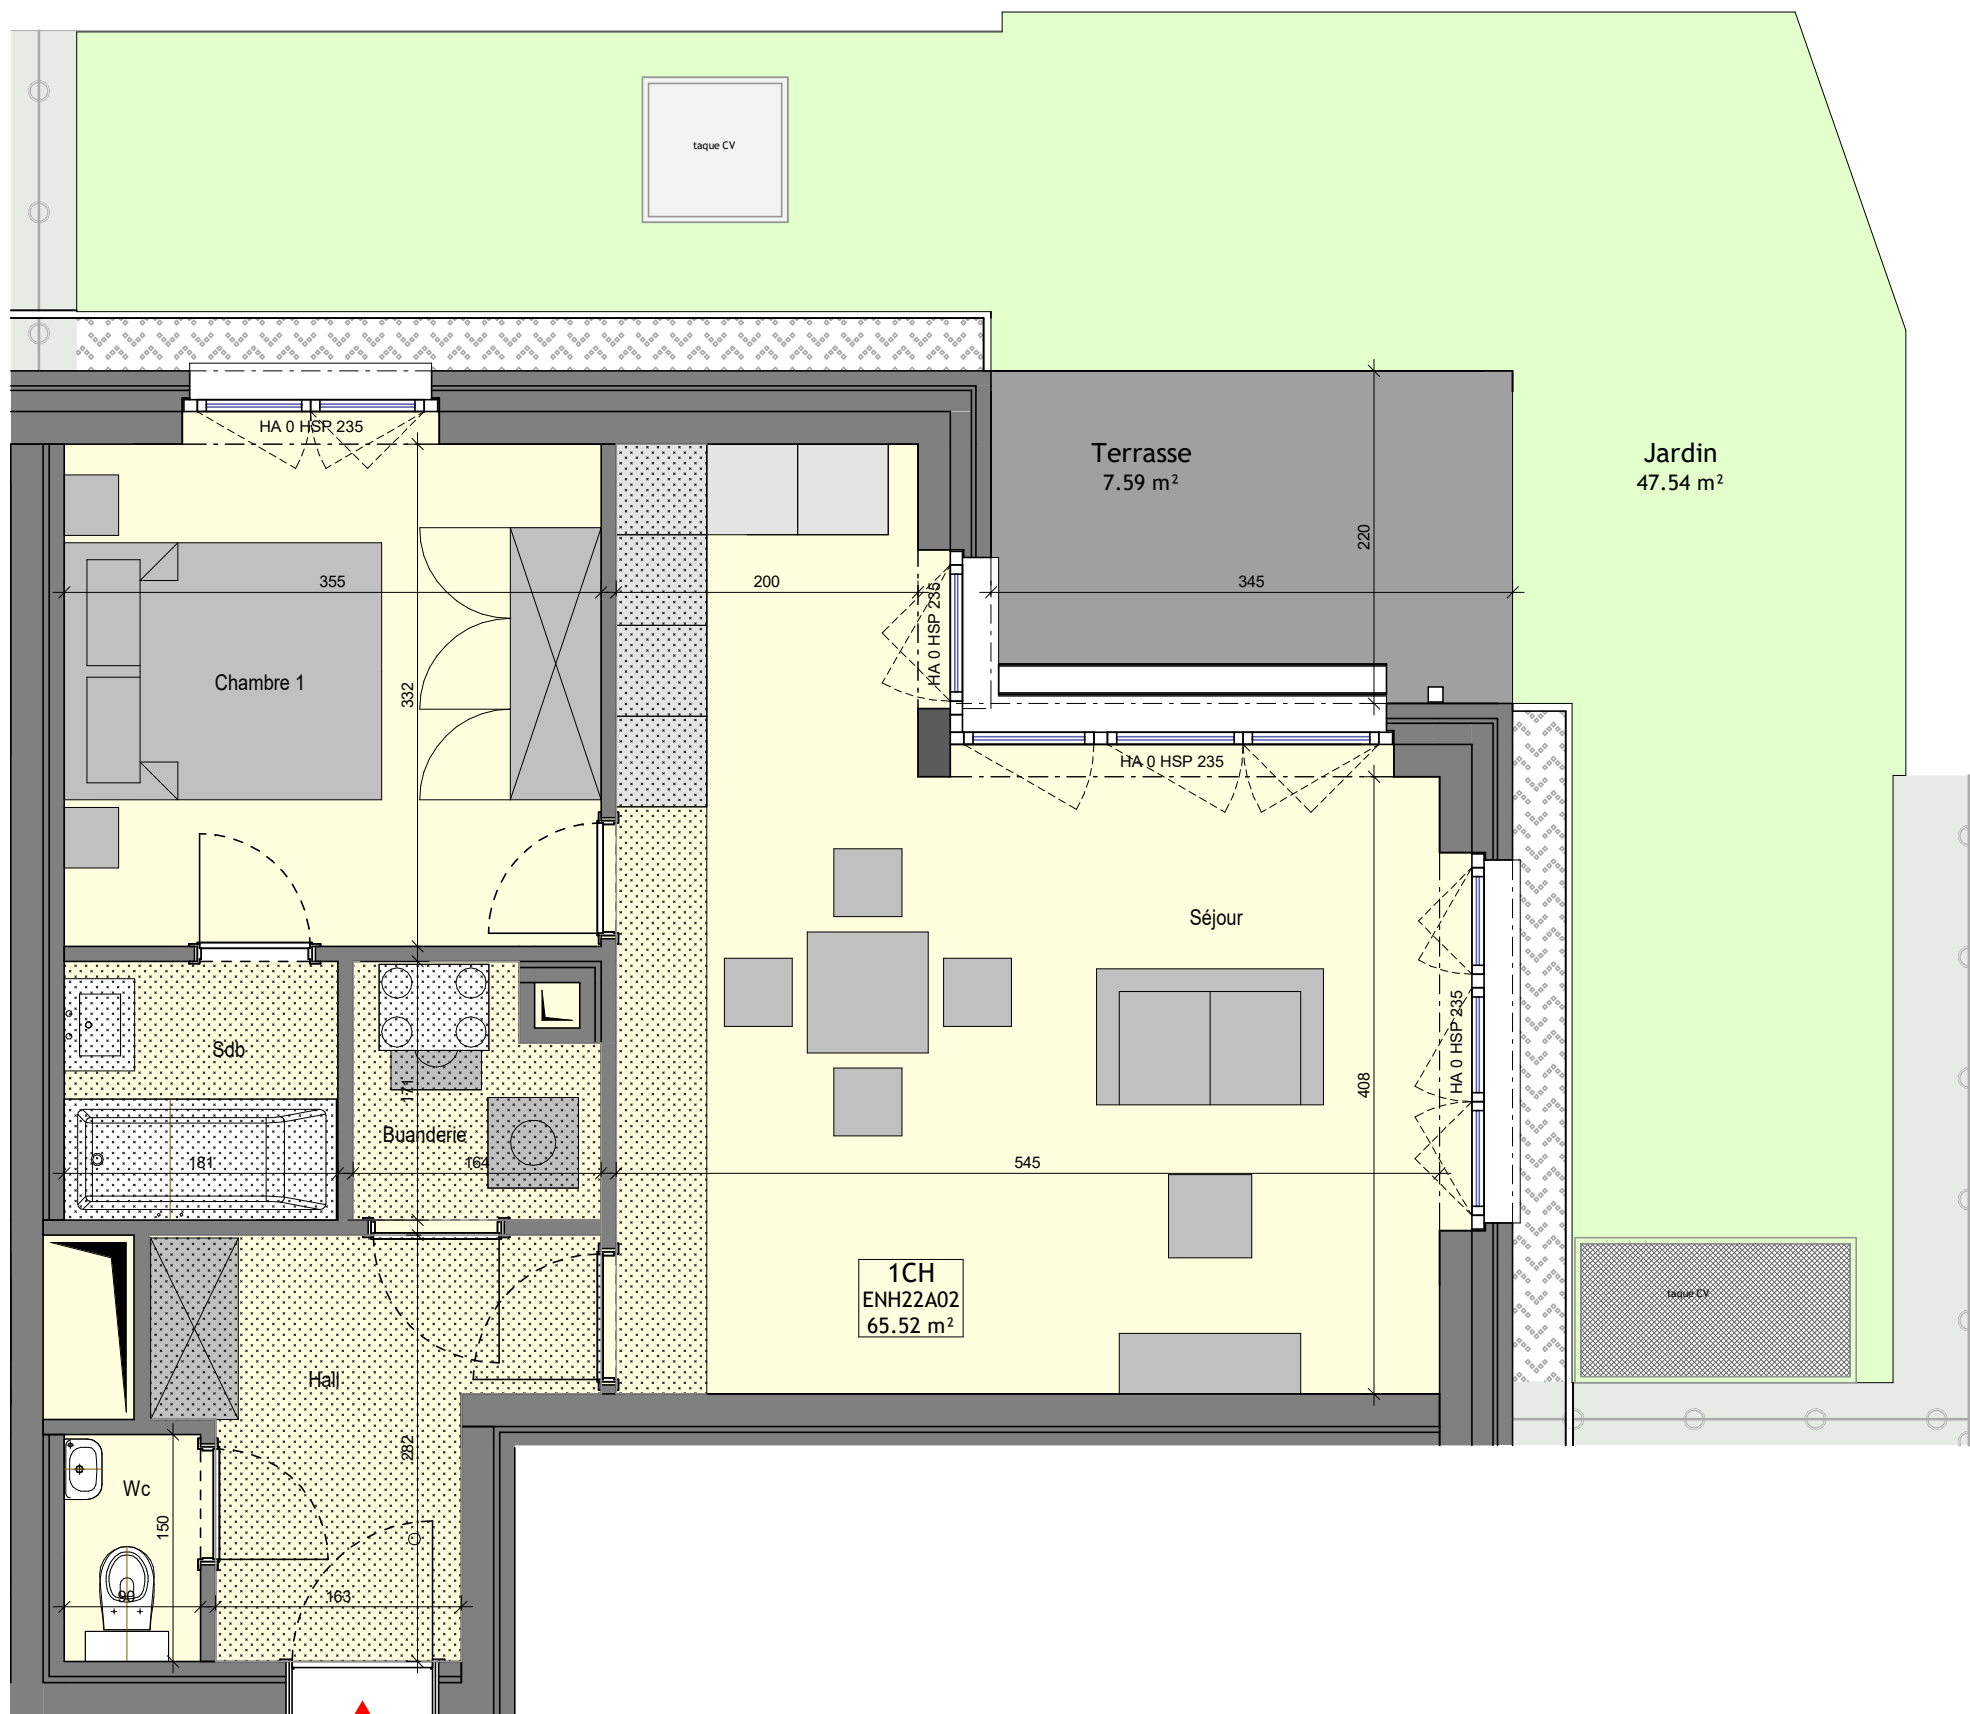 taque CV
HA 0 HSP 235
Terrasse
7.59 m²
Jardin
47.54 m²
220
355
200
345
HA 0 HSP 235
Chambre 1
332
HA 0 HSP 235
Séjour
Sdb
HA 0 HSP 235
171
408
Buanderie
181
164
545
1CH
ENH22A02
65.52 m²
taque CV
Hall
282
Wc
150
90
163